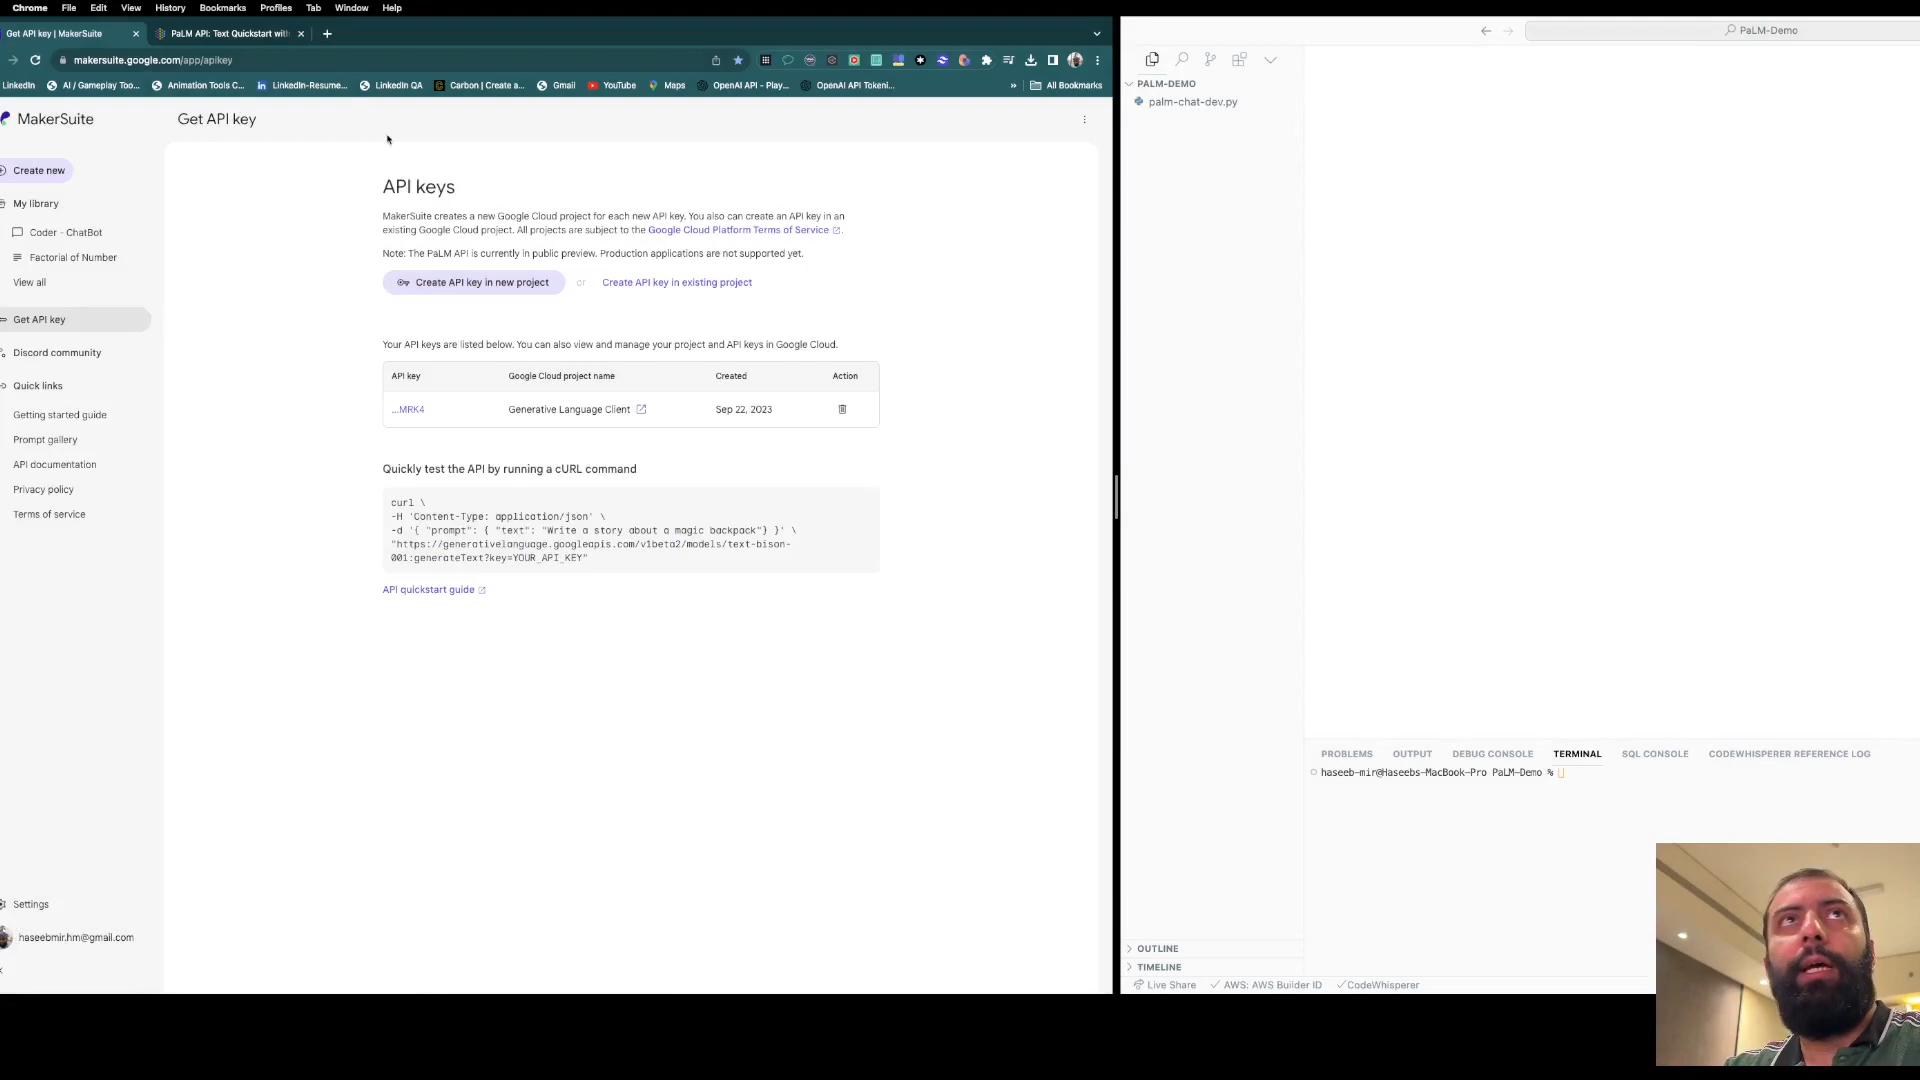 Chrome File Edit View History Bookmarks Profiles Tab Window Help
Get API key | MakerSuite
PaLM API: Text Quickstart with
makersuite.google.com/app/apikey
LinkedIn AI / Gameplay Too... Animation Tools C... LinkedIn-Resume... LinkedIn QA Carbon | Create a... Gmail YouTube Maps OpenAI API - Play... OpenAI API Tokeni... » All Bookmarks
MakerSuite
Create new
My library
Coder - ChatBot
Factorial of Number
View all
Get API key
Discord community
Quick links
Getting started guide
Prompt gallery
API documentation
Privacy policy
Terms of service
Settings
haseebmir.hm@gmail.com
Get API key
API keys
MakerSuite creates a new Google Cloud project for each new API key. You also can create an API key in an
existing Google Cloud project. All projects are subject to the Google Cloud Platform Terms of Service.
Note: The PaLM API is currently in public preview. Production applications are not supported yet.
Create API key in new project or Create API key in existing project
Your API keys are listed below. You can also view and manage your project and API keys in Google Cloud.
API key Google Cloud project name Created Action
...MRK4 Generative Language Client Sep 22, 2023
Quickly test the API by running a cURL command
curl \
-H 'Content-Type: application/json' \
-d '{ "prompt": { "text": "Write a story about a magic backpack"} }' \
"https://generativelanguage.googleapis.com/v1beta2/models/text-bison-
001:generateText?key=YOUR_API_KEY"
API quickstart guide
PaLM-Demo
PALM-DEMO
palm-chat-dev.py
PROBLEMS OUTPUT DEBUG CONSOLE TERMINAL SQL CONSOLE CODEWHISPERER REFERENCE LOG
haseeb-mir@Haseebs-MacBook-Pro PaLM-Demo %
OUTLINE
TIMELINE
Live Share AWS: AWS Builder ID CodeWhisperer